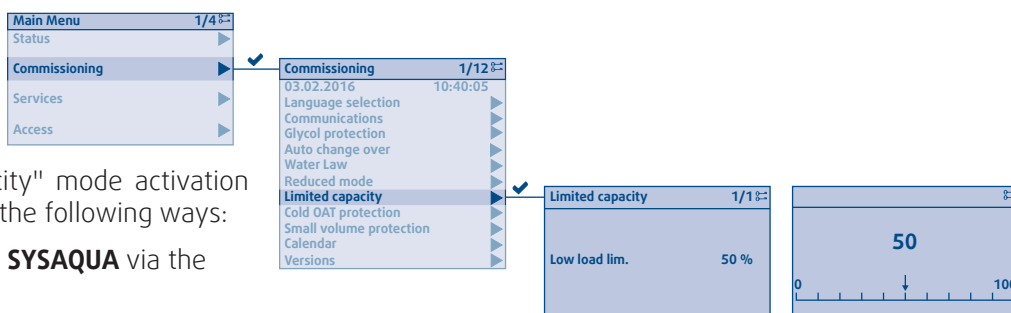 Main Menu 1/4
Status
Commissioning
Services
Access
Commissioning 1/12
03.02.2016 10:40:05
Language selection
Communications
Glycol protection
Auto change over
Water Law
Reduced mode
Limited capacity
Cold OAT protection
Small volume protection
Calendar
Versions
Limited capacity 1/1
Low load lim. 50 %
50
0 100
city" mode activation
the following ways:
SYSAQUA via the